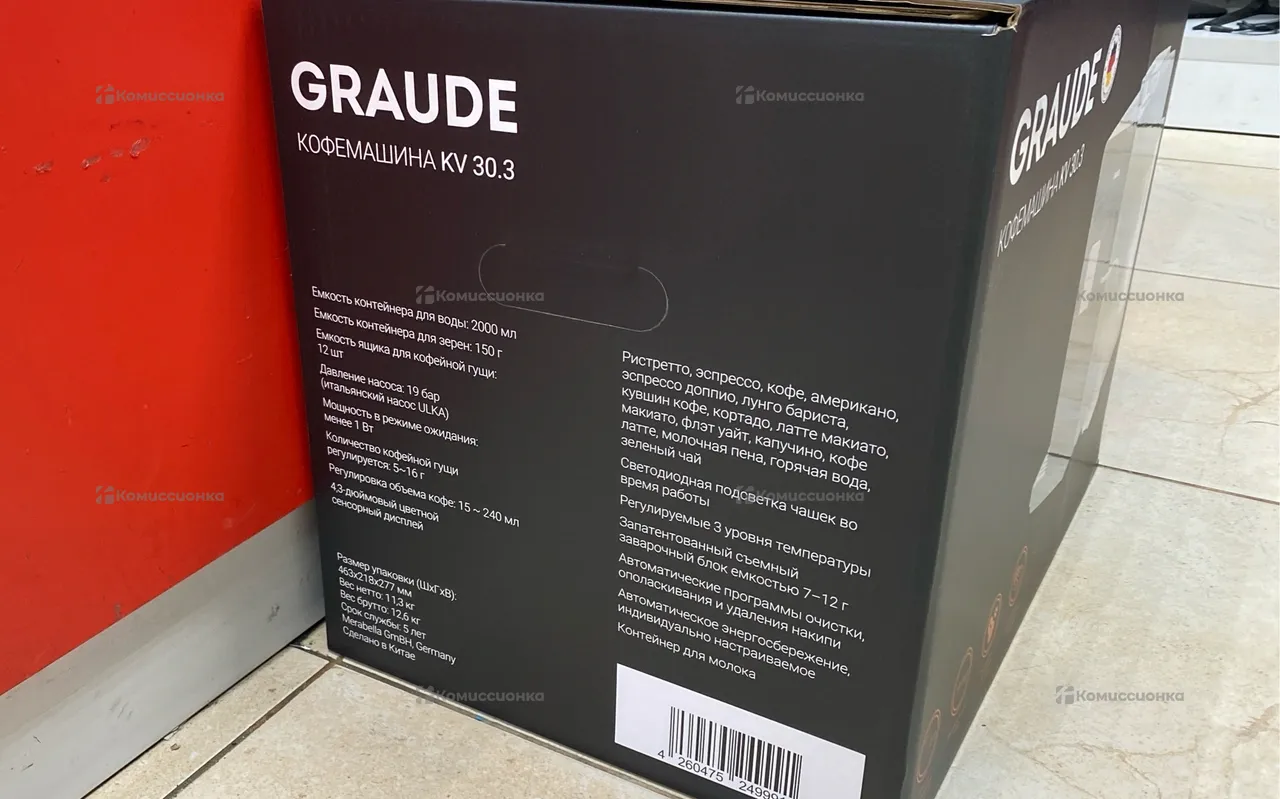 GRAUDE
КОФЕМАШИНА KV 30.3
Емкость контейнера для воды: 2000 мл
Емкость контейнера для зерен: 150 г
Емкость ящика для кофейной гущи:
12 шт
Давление насоса: 19 бар
(итальянский насос ULKA)
Мощность в режиме ожидания:
менее 1 Вт
Количество кофейной гущи
регулируется: 5~16 г
Регулировка объема кофе: 15 ~ 240 мл
4,3-дюймовый цветной
сенсорный дисплей
Размер упаковки (ШхГхВ):
463х218х277 мм
Вес нетто: 11,3 кг
Вес брутто: 12,6 кг
Срок службы: 5 лет
Merabella GmBH, Germany
Сделано в Китае
Ристретто, эспрессо, кофе, американо,
эспрессо доппио, лунго бариста,
кувшин кофе, кортадо, латте макиато,
макиато, флэт уайт, капучино, кофе
латте, молочная пена, горячая вода,
зеленый чай
Светодиодная подсветка чашек во
время работы
Регулируемые 3 уровня температуры
Запатентованный съемный
заварочный блок емкостью 7–12 г
Автоматические программы очистки,
ополаскивания и удаления накипи
Автоматическое энергосбережение,
индивидуально настраиваемое
Контейнер для молока
4 260475
GRAUDE
КОФЕМАШИНА KV 30.3
Комиссионка
Комиссионка
Комиссионка
Комиссионка
Комиссионка
Комиссионка
Комиссионка
Комиссионка